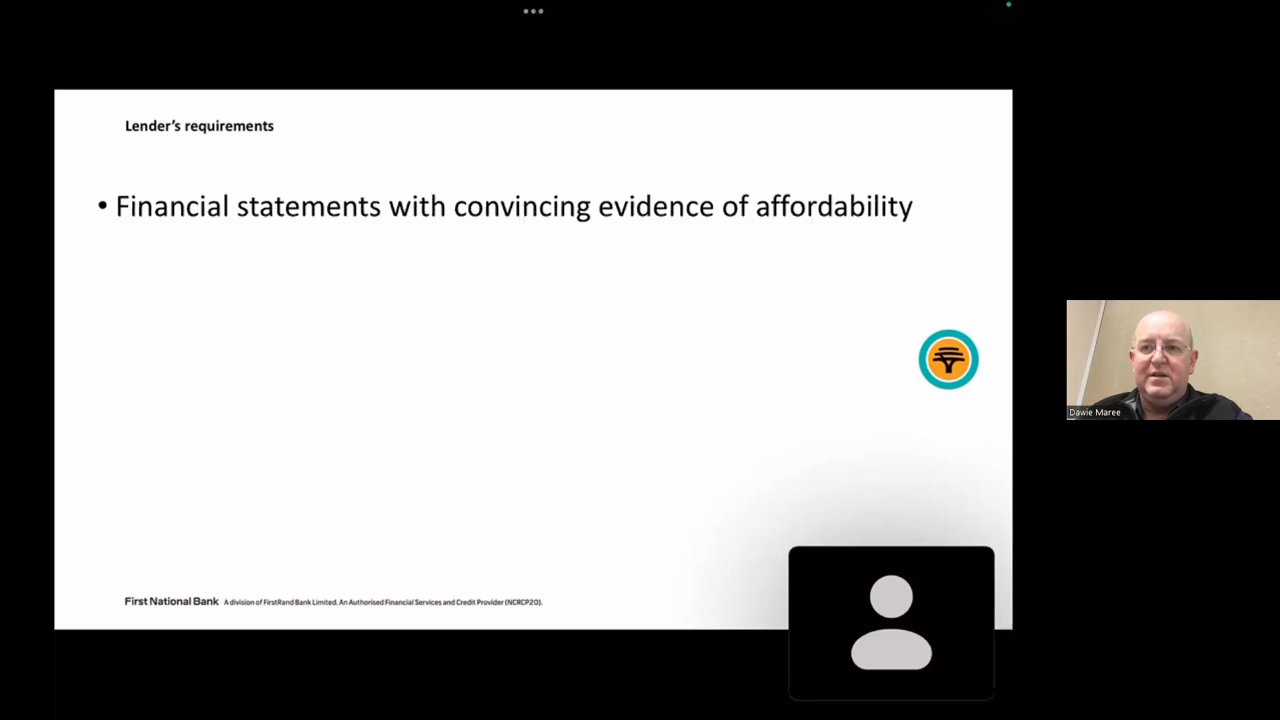 Lender's requirements
• Financial statements with convincing evidence of affordability
Dawie Maree
First National Bank A division of FirstRand Bank Limited. An Authorised Financial Services and Credit Provider (NCRCP20).